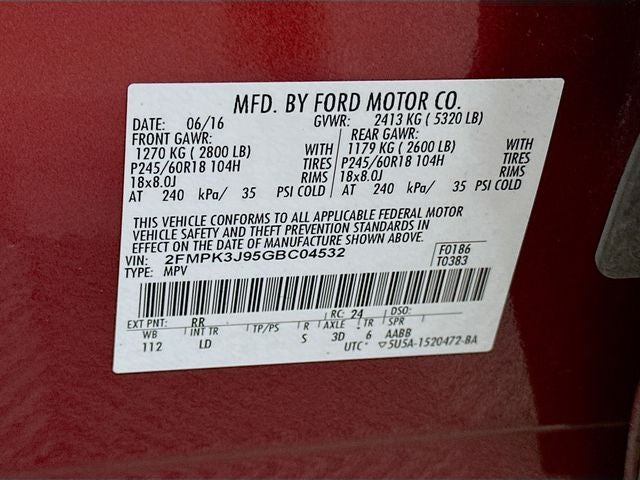 MFD. BY FORD MOTOR CO.
DATE: 06/16 GVWR: 2413 KG ( 5320 LB)
FRONT GAWR: REAR GAWR:
1270 KG ( 2800 LB) WITH 1179 KG ( 2600 LB) WITH
P245/60R18 104H TIRES P245/60R18 104H TIRES
18x8.0J RIMS 18x8.0J RIMS
AT 240 kPa/ 35 PSI COLD AT 240 kPa/ 35 PSI COLD
THIS VEHICLE CONFORMS TO ALL APPLICABLE FEDERAL MOTOR
VEHICLE SAFETY AND THEFT PREVENTION STANDARDS IN
EFFECT ON THE DATE OF MANUFACTURE SHOWN ABOVE.
VIN: 2FMPK3J95GBC04532 F0186
TYPE: MPV T0383
EXT PNT: RR RC: 24 DSO:
WB INT TR TP/PS R AXLE TR SPR
112 LD S 3D 6 AABB
UTC ▽5U5A-1520472-BA